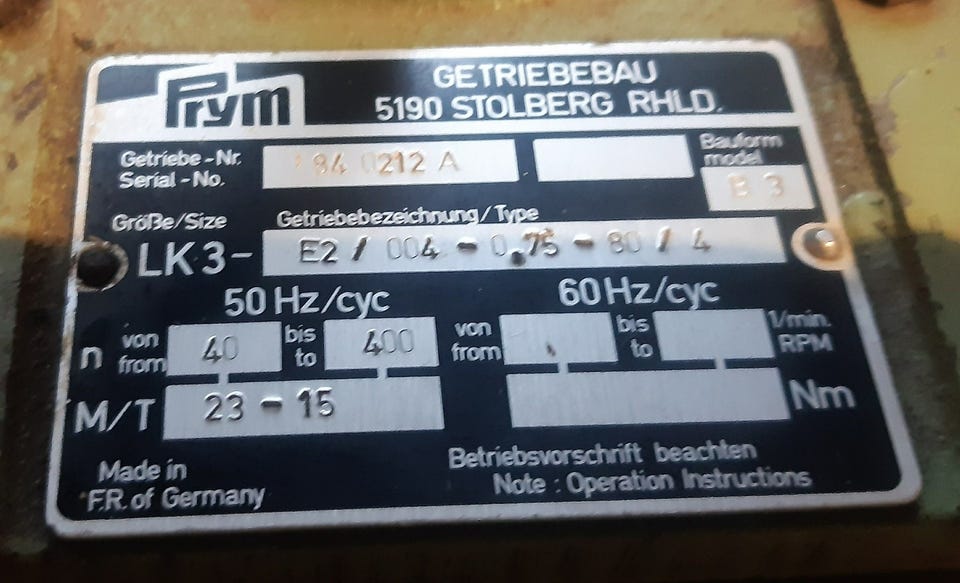 Prym
GETRIEBEBAU
5190 STOLBERG RHLD.
Getriebe-Nr.
Serial-No.
84 0212 A
Bauform
model
B 3
Größe/Size
Getriebebezeichnung/Type
LK3-
E2 / 004 - 0,75 - 80 / 4
50 Hz/cyc
60 Hz/cyc
n
von
from
40
bis
to
400
von
from
bis
to
1/min.
RPM
M/T
23 - 15
Nm
Made in
F.R. of Germany
Betriebsvorschrift beachten
Note : Operation Instructions